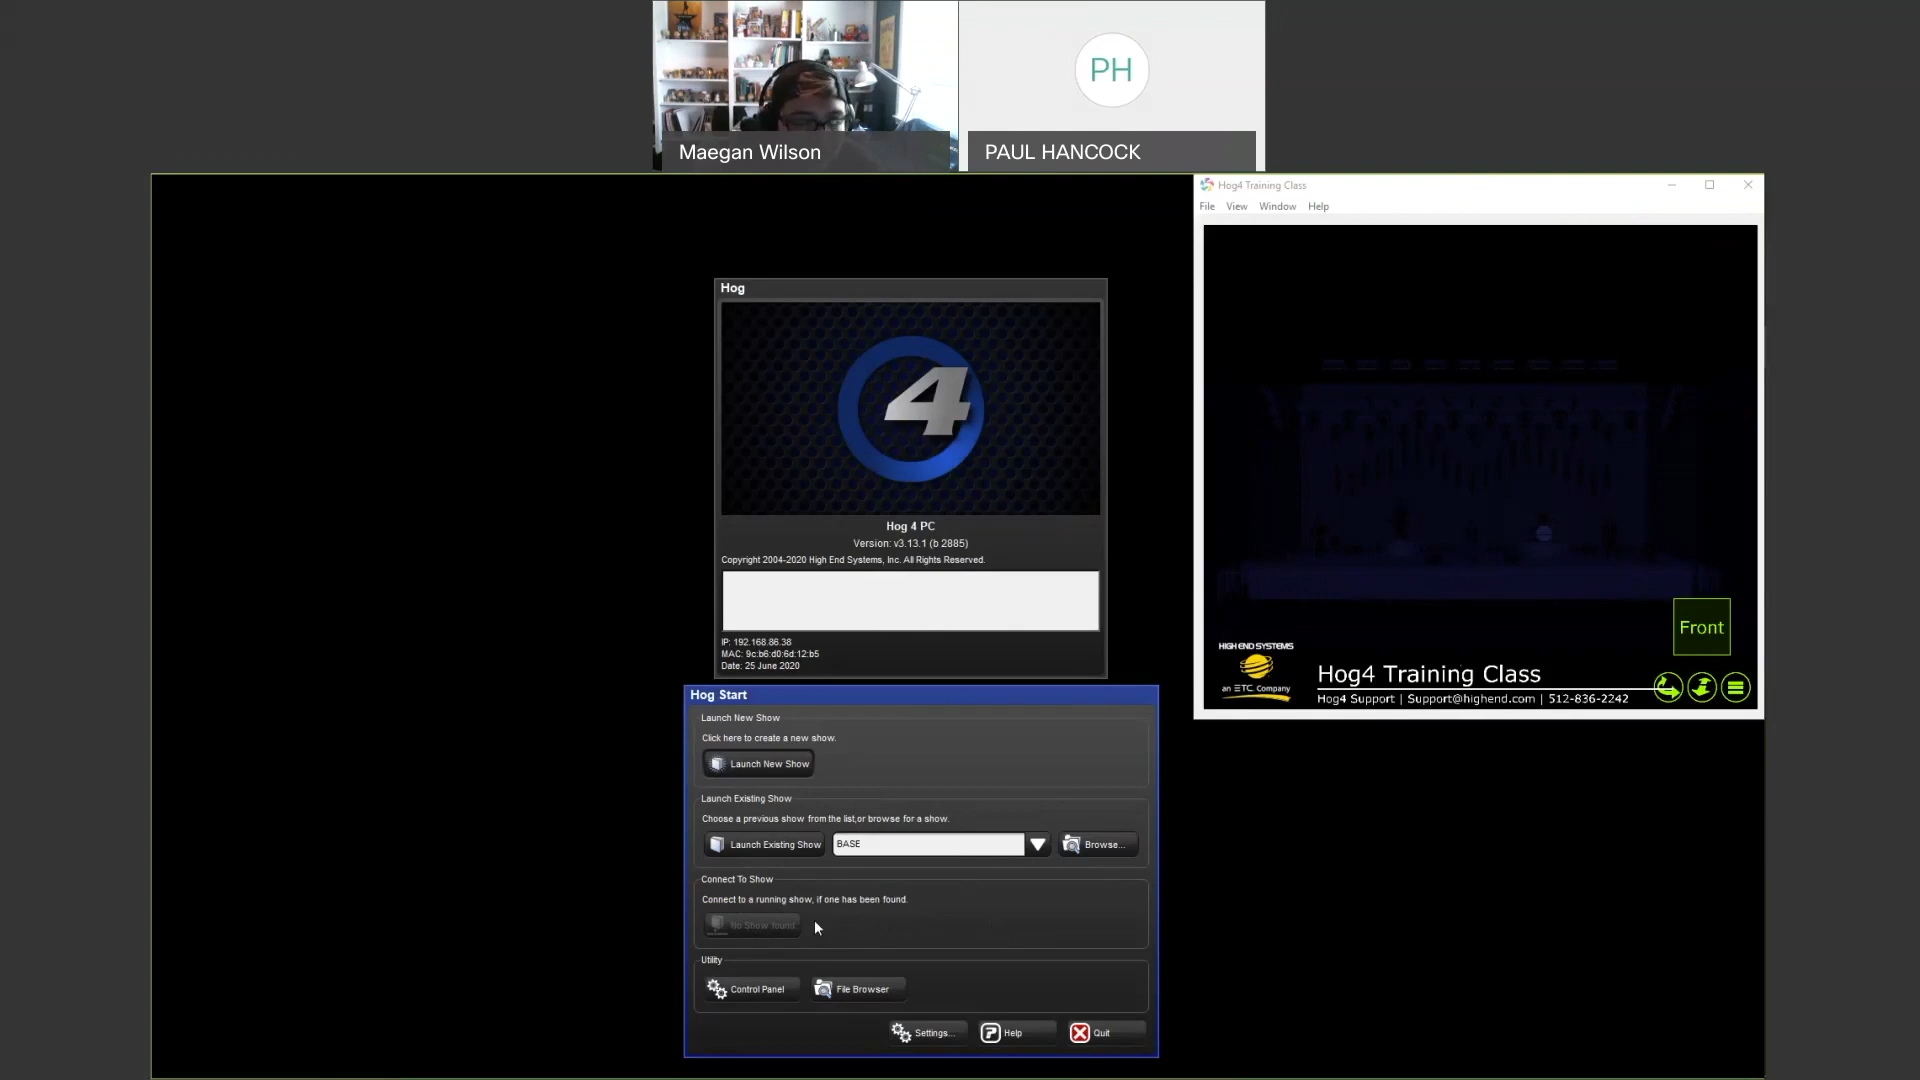 PH
Maegan Wilson
PAUL HANCOCK
Hog4 Training Class
File View Window Help
Hog
4
Hog 4 PC
Version: v3.13.1 (b 2885)
Copyright 2004-2020 High End Systems, Inc. All Rights Reserved.
IP: 192.168.86.38
MAC: 9c:b6:d0:6d:12:b5
Date: 25 June 2020
Front
HIGH END SYSTEMS
an ETC Company
Hog4 Training Class
Hog4 Support | Support@highend.com | 512-836-2242
Hog Start
Launch New Show
Click here to create a new show.
Launch New Show
Launch Existing Show
Choose a previous show from the list,or browse for a show.
Launch Existing Show BASE Browse...
Connect To Show
Connect to a running show, if one has been found.
No Show found
Utility
Control Panel File Browser
Settings... Help Quit